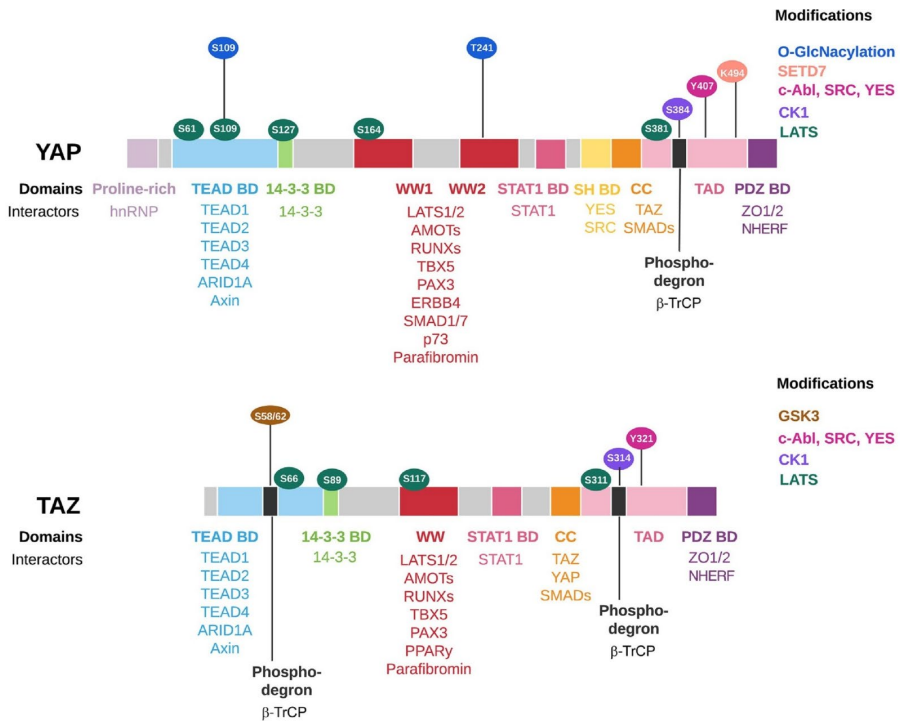 Modifications
O-GlcNacylation
SETD7
c-Abl, SRC, YES
CK1
LATS
S109
T241
K494
Y407
S384
S61
S109
S127
S164
S381
YAP
Domains Proline-rich TEAD BD 14-3-3 BD WW1 WW2 STAT1 BD SH BD CC TAD PDZ BD
Interactors hnRNP TEAD1 14-3-3 LATS1/2 STAT1 YES TAZ ZO1/2
TEAD2 AMOTs SRC SMADs NHERF
TEAD3 RUNXs
TEAD4 TBX5
ARID1A PAX3
Axin ERBB4
SMAD1/7
p73
Parafibromin
Phospho-
degron
β-TrCP
Modifications
GSK3
c-Abl, SRC, YES
CK1
LATS
S58/62
Y321
S314
S66
S89
S117
S311
TAZ
Domains TEAD BD 14-3-3 BD WW STAT1 BD CC TAD PDZ BD
Interactors TEAD1 14-3-3 LATS1/2 STAT1 TAZ ZO1/2
TEAD2 AMOTs YAP NHERF
TEAD3 RUNXs SMADs
TEAD4 TBX5
ARID1A PAX3
Axin PPARy
Parafibromin
Phospho-
degron
β-TrCP
Phospho-
degron
β-TrCP